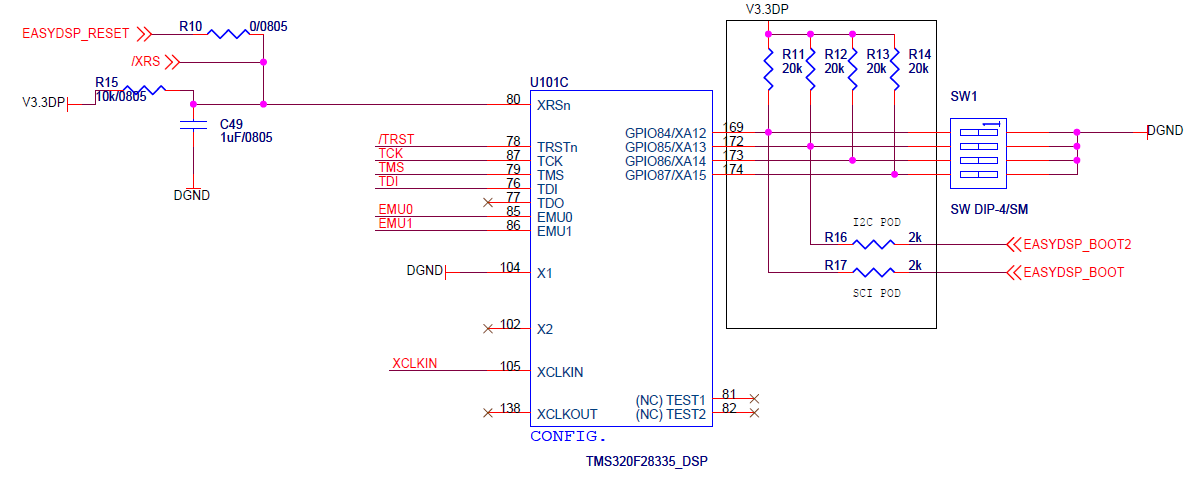 V3.3DP
EASYDSP_RESET
R10
0/0805
/XRS
R15
10k/0805
V3.3DP
C49
1uF/0805
DGND
R11
20k
R12
20k
R13
20k
R14
20k
U101C
80
XRSn
/TRST
78
TRSTn
TCK
87
TCK
TMS
79
TMS
TDI
76
TDI
77
TDO
EMU0
85
EMU0
EMU1
86
EMU1
DGND
104
X1
102
X2
XCLKIN
105
XCLKIN
138
XCLKOUT
GPIO84/XA12
169
GPIO85/XA13
172
GPIO86/XA14
173
GPIO87/XA15
174
SW1
1
DGND
SW DIP-4/SM
I2C POD
R16
2k
EASYDSP_BOOT2
R17
2k
EASYDSP_BOOT
SCI POD
(NC) TEST1
81
(NC) TEST2
82
CONFIG.
TMS320F28335_DSP